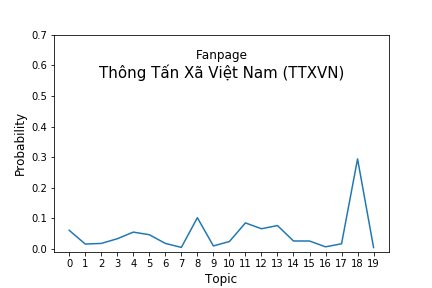 Fanpage
Thông Tấn Xã Việt Nam (TTXVN)
Probability
0.7
0.6
0.5
0.4
0.3
0.2
0.1
0.0
0 1 2 3 4 5 6 7 8 9 10 11 12 13 14 15 16 17 18 19
Topic